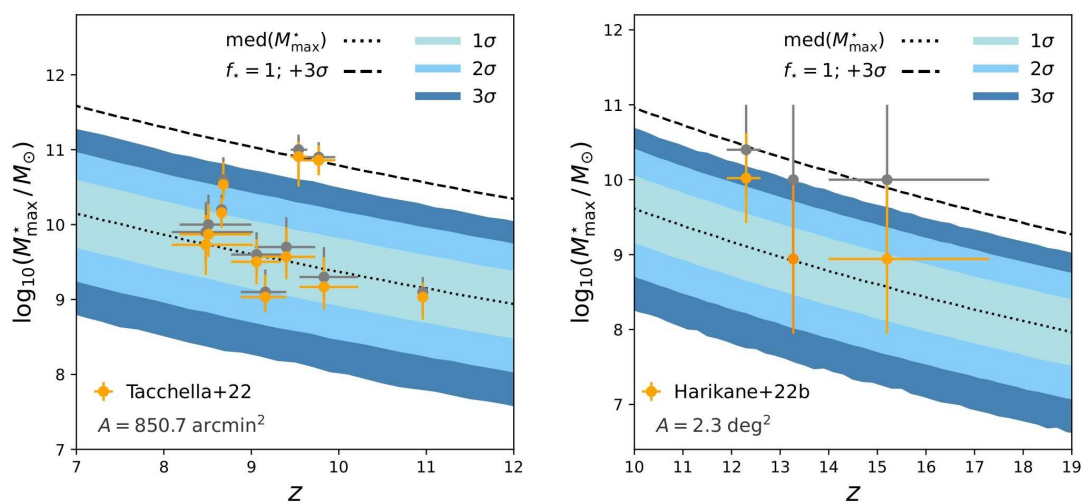 med(M*max)
f⋆ = 1; +3σ
1σ
2σ
3σ
log10(M*max / M⊙)
12
11
10
9
8
7
Tacchella+22
A = 850.7 arcmin²
7 8 9 10 11 12
z
med(M*max)
f⋆ = 1; +3σ
1σ
2σ
3σ
log10(M*max / M⊙)
12
11
10
9
8
7
Harikane+22b
A = 2.3 deg²
10 11 12 13 14 15 16 17 18 19
z